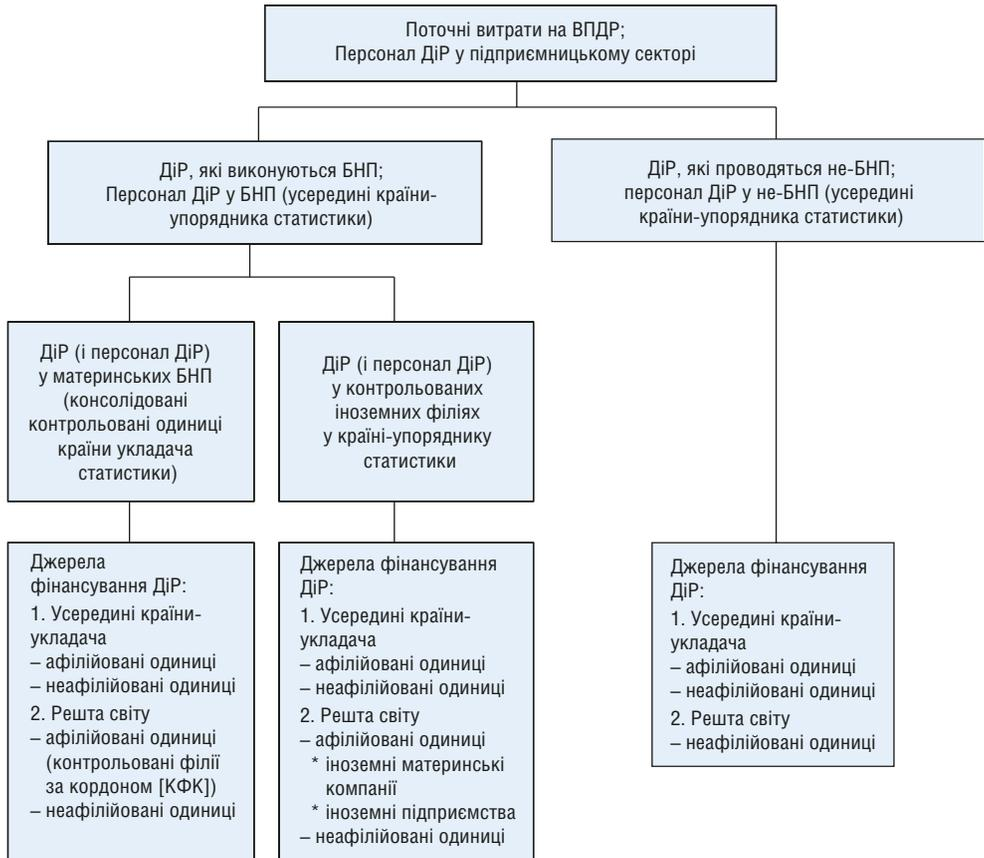 Поточні витрати на ВПДР;
Персонал ДіР у підприємницькому секторі
ДіР, які виконуються БНП;
Персонал ДіР у БНП (усередині країни-
упорядника статистики)
ДіР, які проводяться не-БНП;
персонал ДіР у не-БНП (усередині
країни-упорядника статистики)
ДіР (і персонал ДіР)
у материнських БНП
(консолідовані
контрольовані одиниці
країни укладача
статистики)
ДіР (і персонал ДіР)
у контрольованих
іноземних філіях
у країні-упоряднику
статистики
Джерела
фінансування ДіР:
1. Усередині країни-
укладача
– афілійовані одиниці
– неафілійовані одиниці
2. Решта світу
– афілійовані одиниці
(контрольовані філії
за кордоном [КФК])
– неафілійовані одиниці
Джерела фінансування
ДіР:
1. Усередині країни-
укладача
– афілійовані одиниці
– неафілійовані одиниці
2. Решта світу
– афілійовані одиниці
* іноземні материнські
компанії
* іноземні підприємства
– неафілійовані одиниці
Джерела фінансування
ДіР:
1. Усередині країни-
укладача
– афілійовані одиниці
– неафілійовані одиниці
2. Решта світу
– неафілійовані одиниці